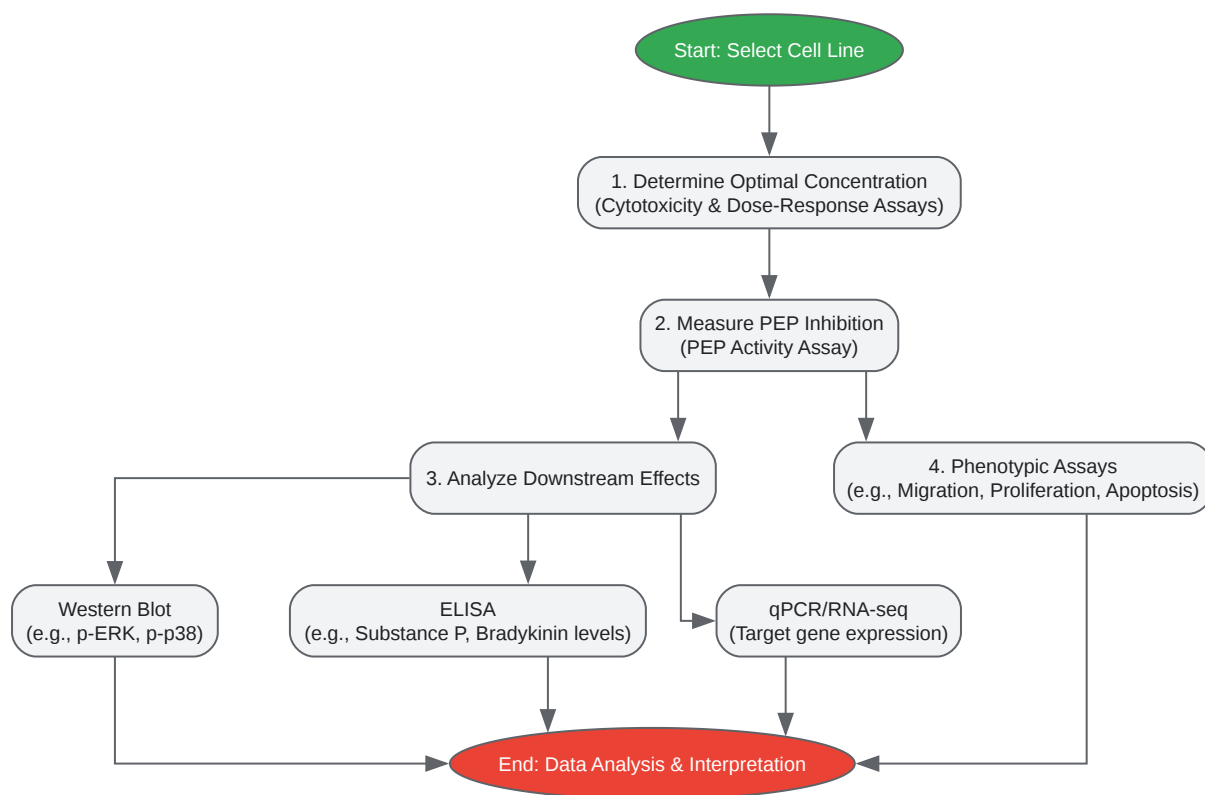 Start: Select Cell Line
1. Determine Optimal Concentration
(Cytotoxicity & Dose-Response Assays)
2. Measure PEP Inhibition
(PEP Activity Assay)
3. Analyze Downstream Effects
4. Phenotypic Assays
(e.g., Migration, Proliferation, Apoptosis)
Western Blot
(e.g., p-ERK, p-p38)
ELISA
(e.g., Substance P, Bradykinin levels)
qPCR/RNA-seq
(Target gene expression)
End: Data Analysis & Interpretation